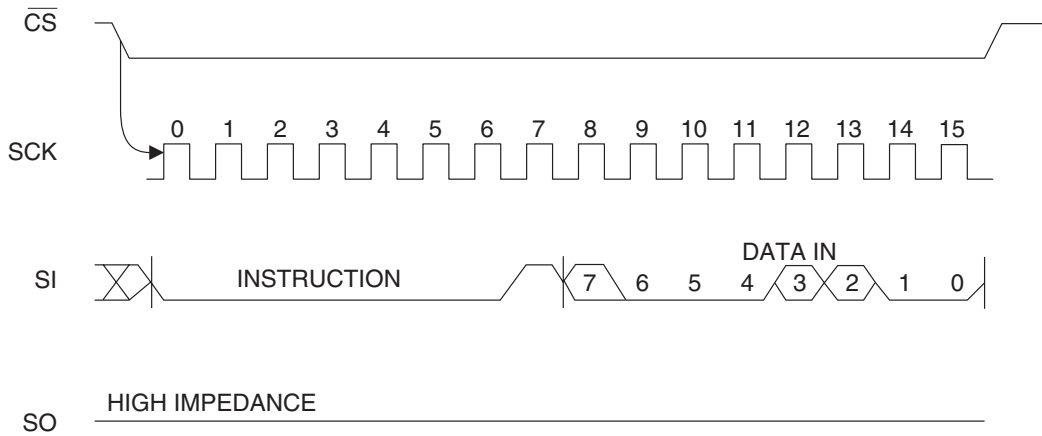 CS
0 1 2 3 4 5 6 7 8 9 10 11 12 13 14 15
SCK
DATA IN
SI INSTRUCTION 7 6 5 4 3 2 1 0
HIGH IMPEDANCE
SO